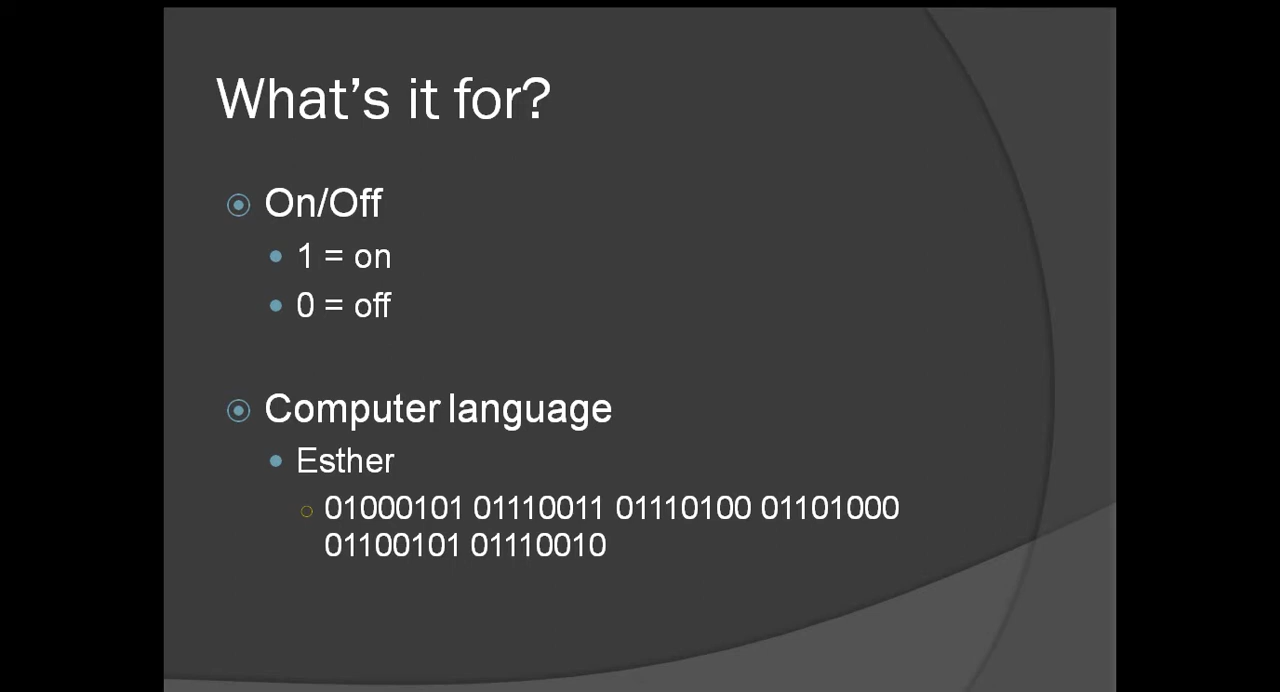 What's it for?
On/Off
1 = on
0 = off
Computer language
Esther
01000101 01110011 01110100 01101000
01100101 01110010